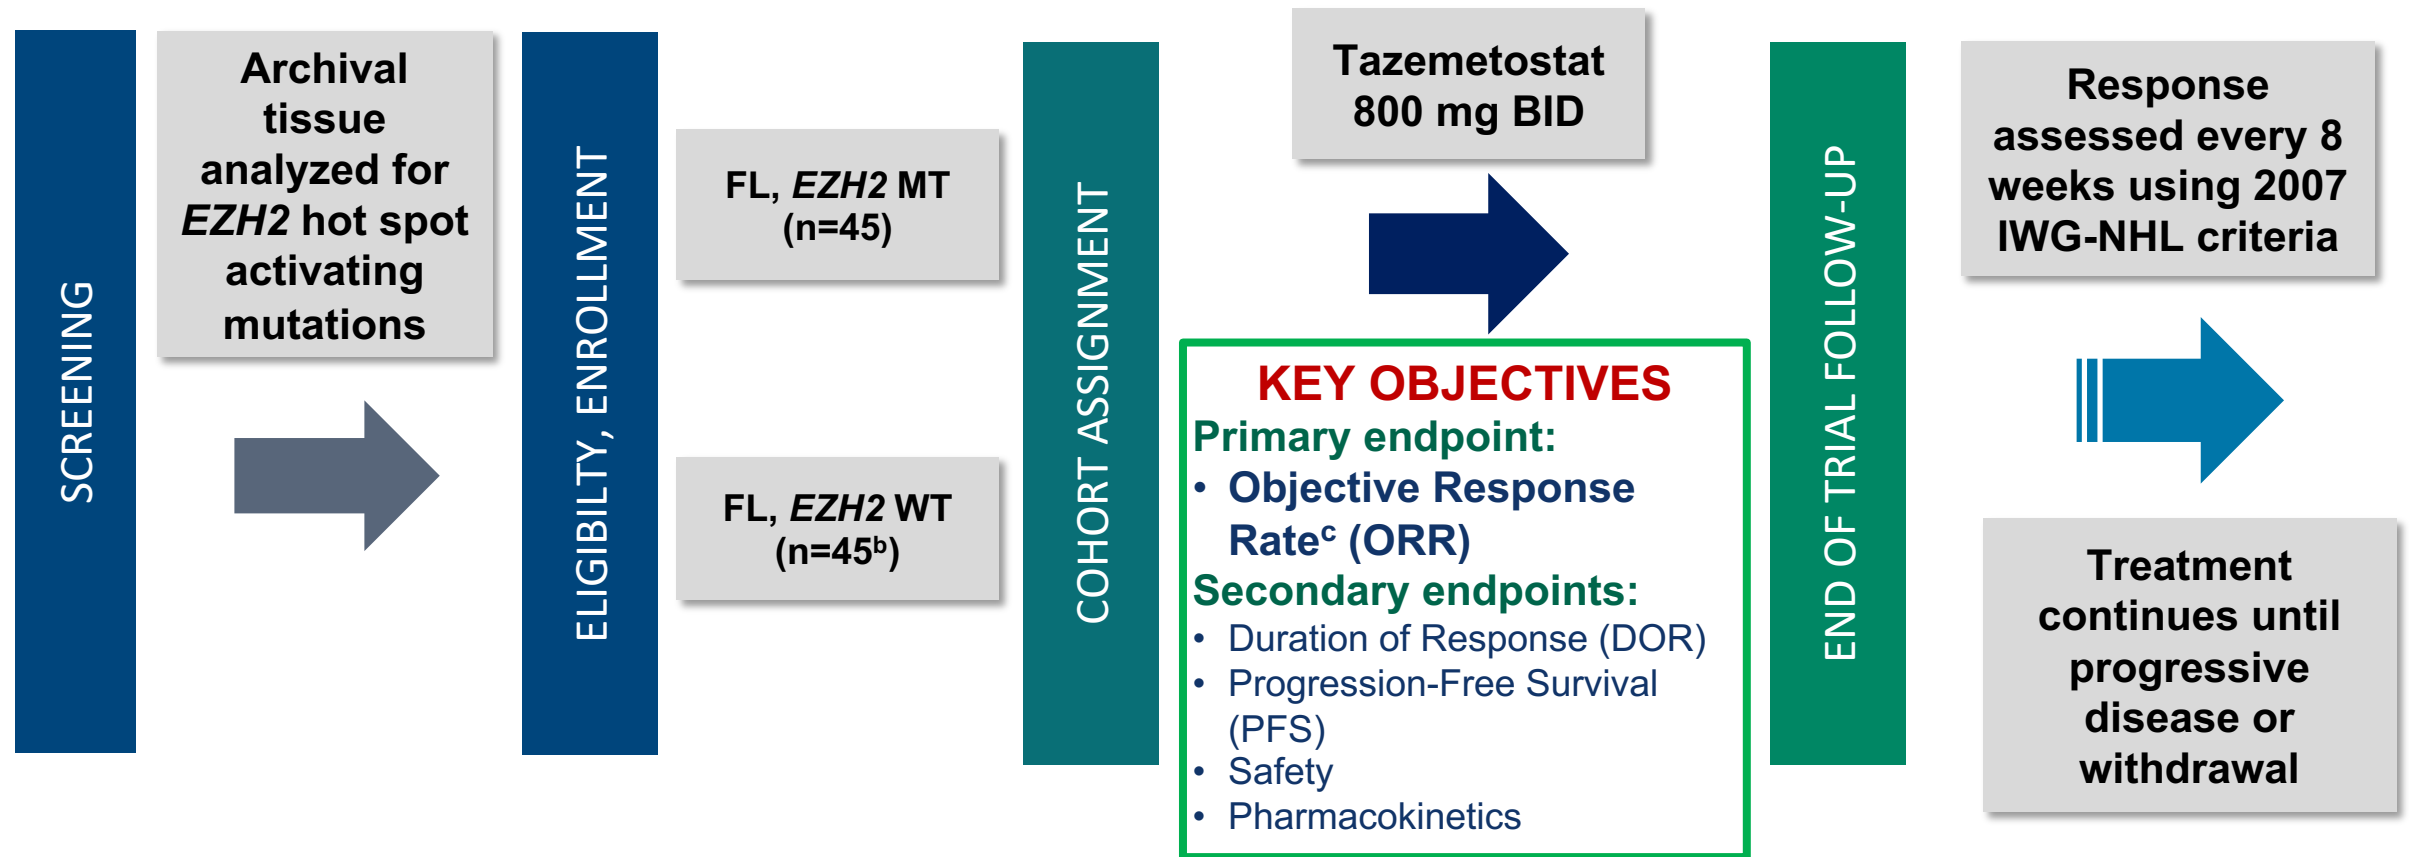 SCREENING
Archival
tissue
analyzed for
EZH2 hot spot
activating
mutations
ELIGIBILTY, ENROLLMENT
FL, EZH2 MT
(n=45)
FL, EZH2 WT
(n=45ᵇ)
COHORT ASSIGNMENT
Tazemetostat
800 mg BID
KEY OBJECTIVES
Primary endpoint:
• Objective Response
Rateᶜ (ORR)
Secondary endpoints:
• Duration of Response (DOR)
• Progression-Free Survival
(PFS)
• Safety
• Pharmacokinetics
END OF TRIAL FOLLOW-UP
Response
assessed every 8
weeks using 2007
IWG-NHL criteria
Treatment
continues until
progressive
disease or
withdrawal